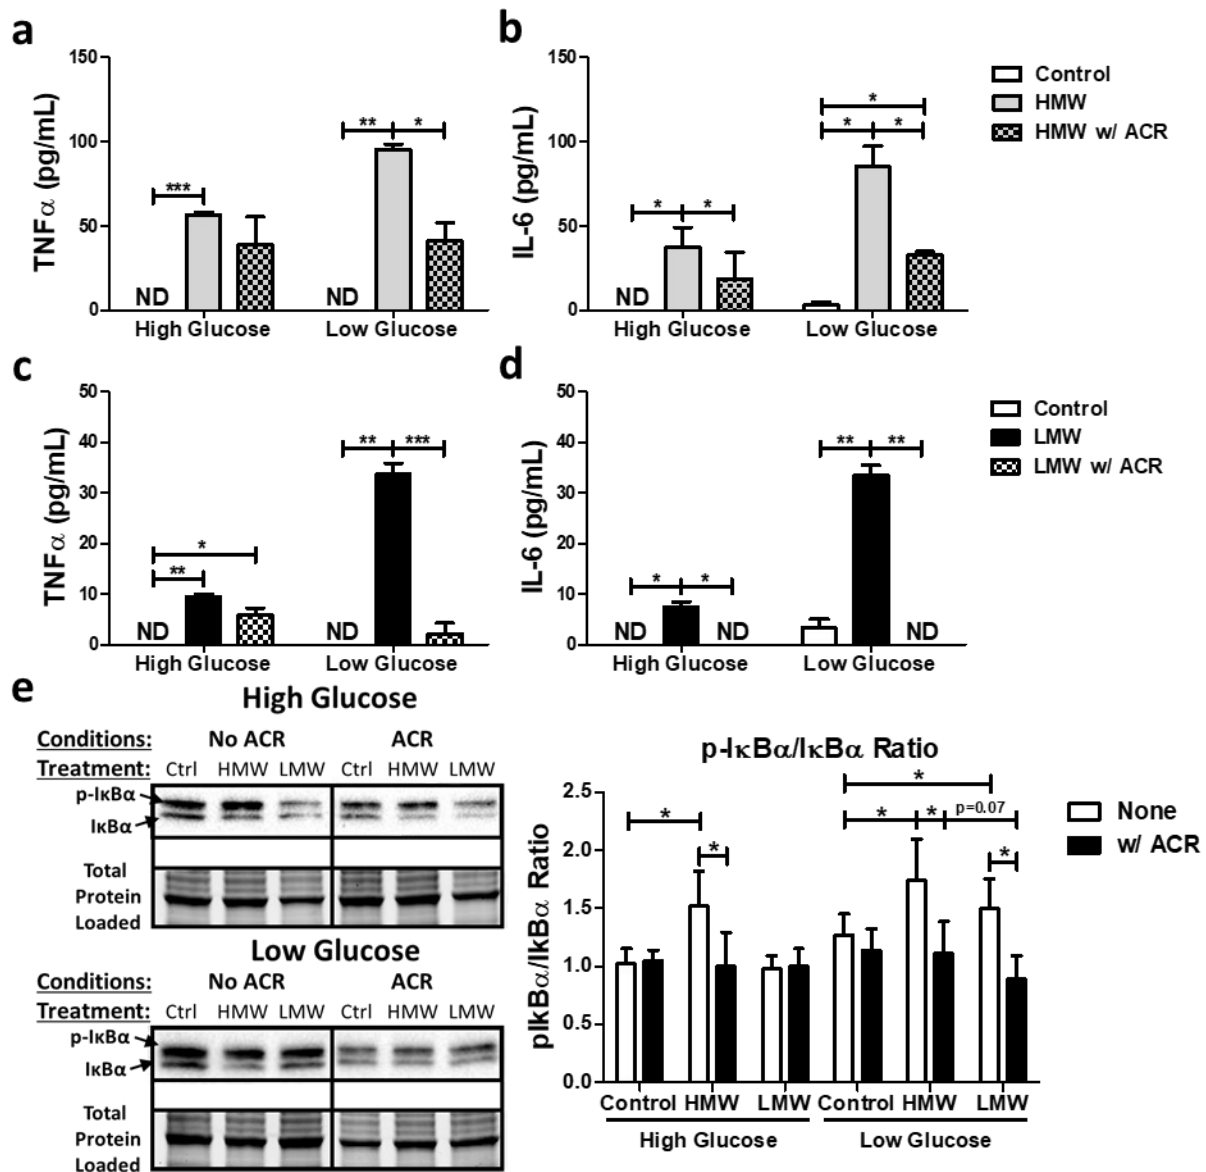 a
TNFα (pg/mL)
150
100
50
0
***
**
*
ND
ND
High Glucose
Low Glucose
b
IL-6 (pg/mL)
150
100
50
0
*
*
*
*
*
ND
High Glucose
Low Glucose
Control
HMW
HMW w/ ACR
c
TNFα (pg/mL)
50
40
30
20
10
0
*
**
**
***
ND
ND
High Glucose
Low Glucose
d
IL-6 (pg/mL)
50
40
30
20
10
0
*
*
**
**
ND
ND
ND
High Glucose
Low Glucose
Control
LMW
LMW w/ ACR
e
High Glucose
Conditions: No ACR ACR
Treatment: Ctrl HMW LMW Ctrl HMW LMW
p-IκBα
IκBα
Total
Protein
Loaded
Low Glucose
Conditions: No ACR ACR
Treatment: Ctrl HMW LMW Ctrl HMW LMW
p-IκBα
IκBα
Total
Protein
Loaded
p-IκBα/IκBα Ratio
pIkBα/IkBα Ratio
2.5
2.0
1.5
1.0
0.5
0.0
*
*
*
*
*
p=0.07
*
None
w/ ACR
Control HMW LMW Control HMW LMW
High Glucose Low Glucose